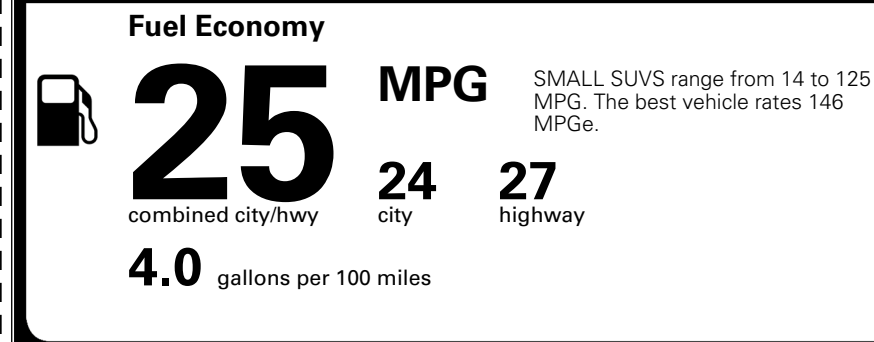 Fuel Economy
25
MPG
SMALL SUVS range from 14 to 125
MPG. The best vehicle rates 146
MPGe.
combined city/hwy
24
city
27
highway
4.0 gallons per 100 miles